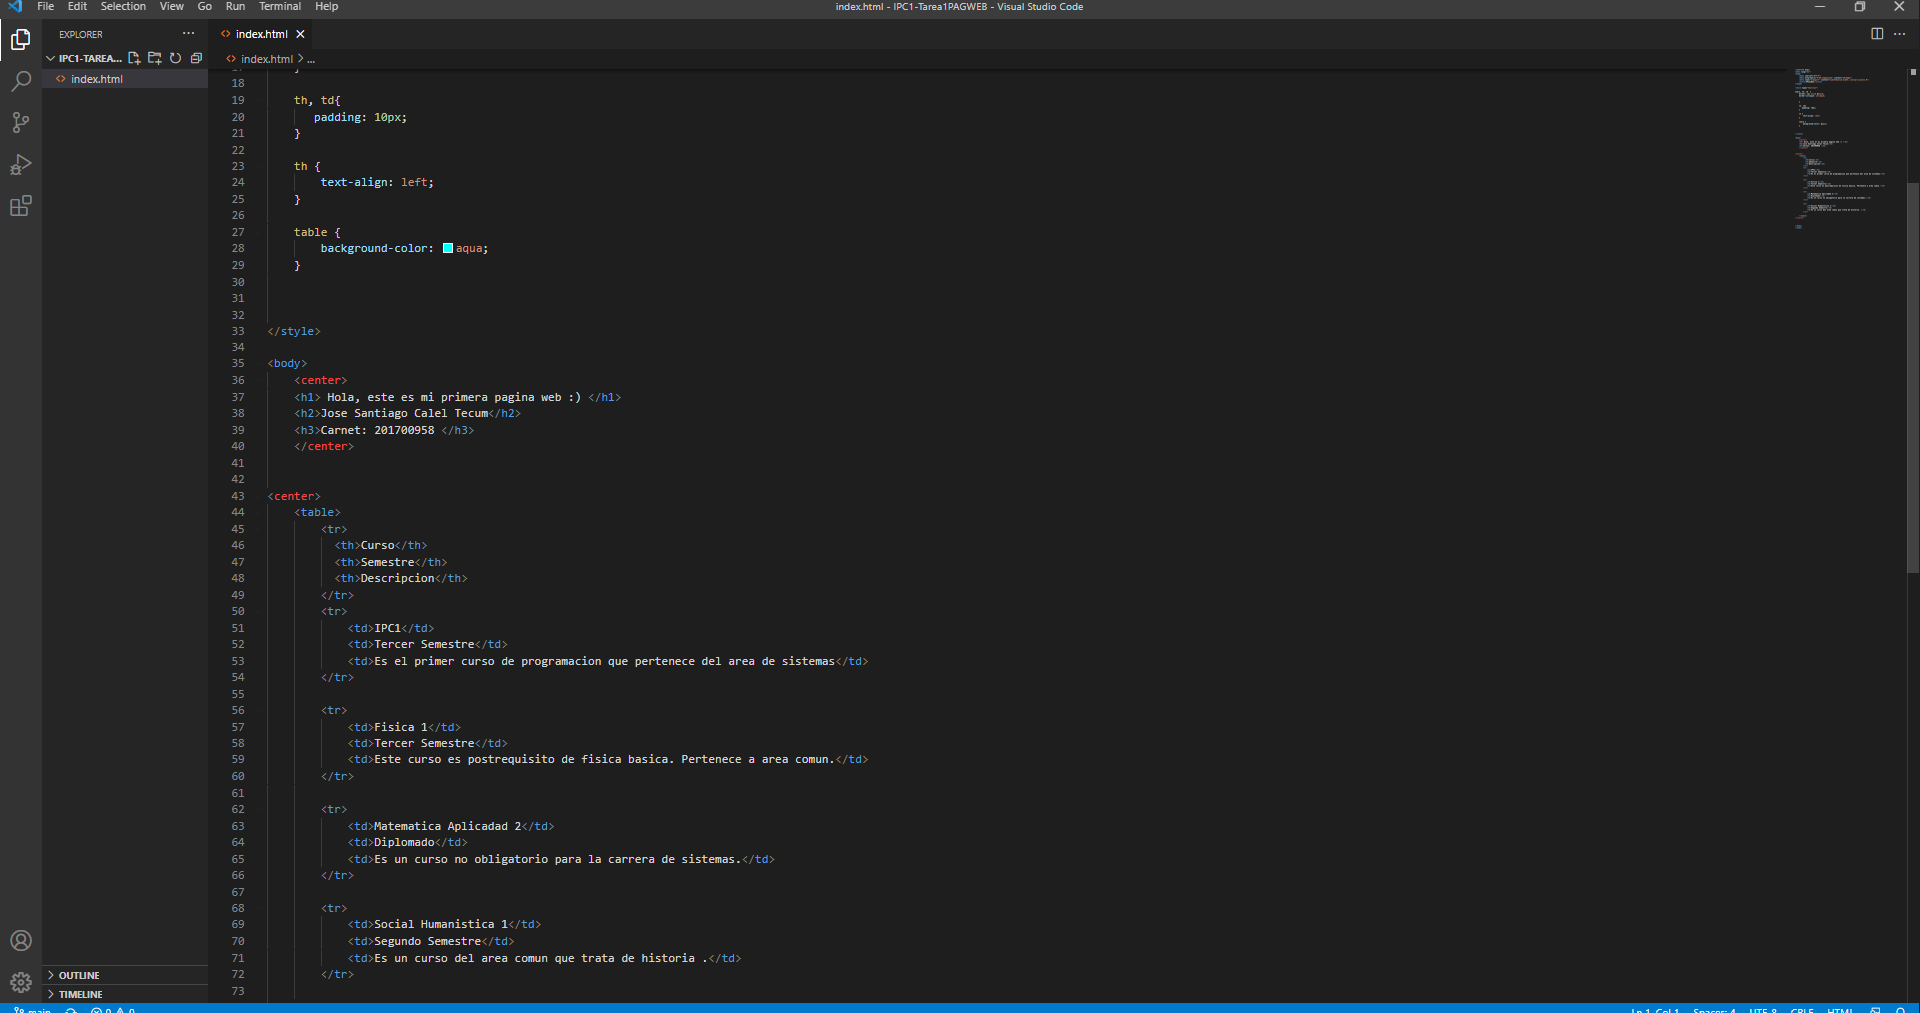 File Edit Selection View Go Run Terminal Help
index.html - IPC1-Tarea1PAGWEB - Visual Studio Code
EXPLORER
IPC1-TAREA...
index.html
OUTLINE
TIMELINE
index.html
index.html > ...
18
19 th, td{
20 padding: 10px;
21 }
22
23 th {
24 text-align: left;
25 }
26
27 table {
28 background-color: aqua;
29 }
30
31
32
33 </style>
34
35 <body>
36 <center>
37 <h1> Hola, este es mi primera pagina web :) </h1>
38 <h2>Jose Santiago Calel Tecum</h2>
39 <h3>Carnet: 201700958 </h3>
40 </center>
41
42
43 <center>
44 <table>
45 <tr>
46 <th>Curso</th>
47 <th>Semestre</th>
48 <th>Descripcion</th>
49 </tr>
50 <tr>
51 <td>IPC1</td>
52 <td>Tercer Semestre</td>
53 <td>Es el primer curso de programacion que pertenece del area de sistemas</td>
54 </tr>
55
56 <tr>
57 <td>Fisica 1</td>
58 <td>Tercer Semestre</td>
59 <td>Este curso es postrequisito de fisica basica. Pertenece a area comun.</td>
60 </tr>
61
62 <tr>
63 <td>Matematica Aplicadad 2</td>
64 <td>Diplomado</td>
65 <td>Es un curso no obligatorio para la carrera de sistemas.</td>
66 </tr>
67
68 <tr>
69 <td>Social Humanistica 1</td>
70 <td>Segundo Semestre</td>
71 <td>Es un curso del area comun que trata de historia .</td>
72 </tr>
73
main 0 0 Ln 1, Col 1 Spaces: 4 UTF-8 CRLF HTML